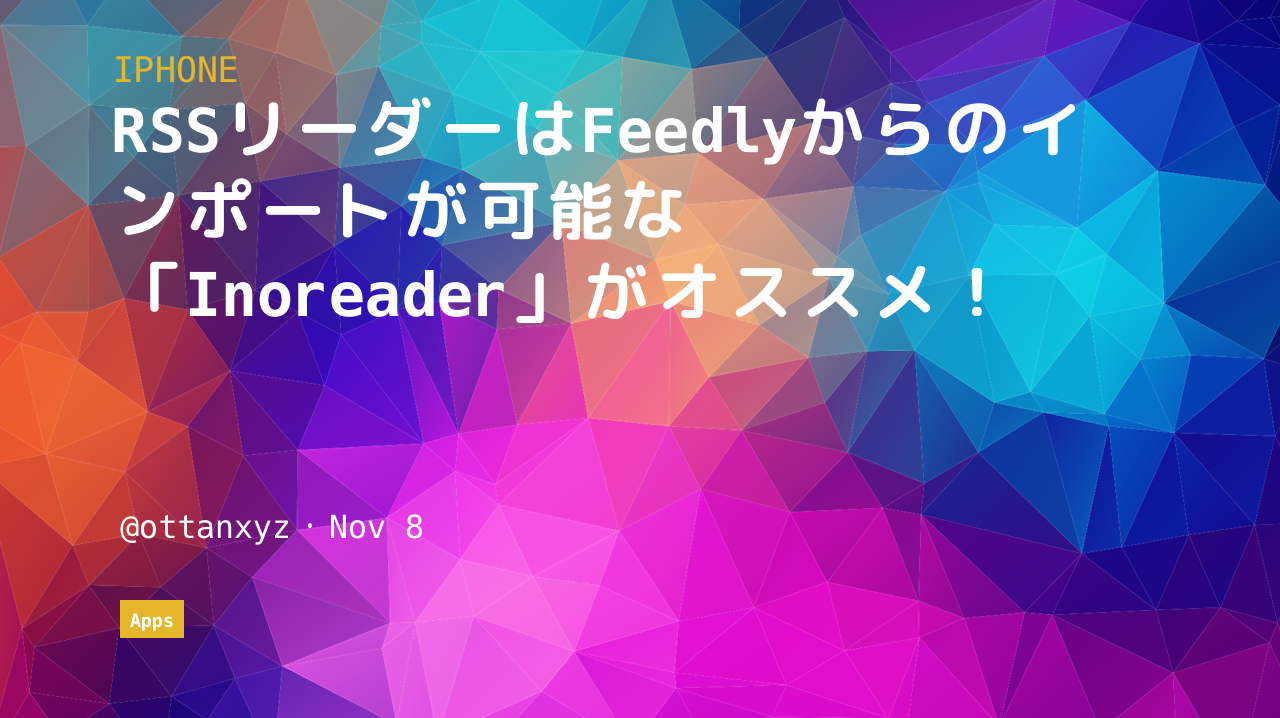 IPHONE
RSSリーダーはFeedlyからのイ
ンポートが可能な
「Inoreader」がオススメ！
@ottanxyz · Nov 8
Apps